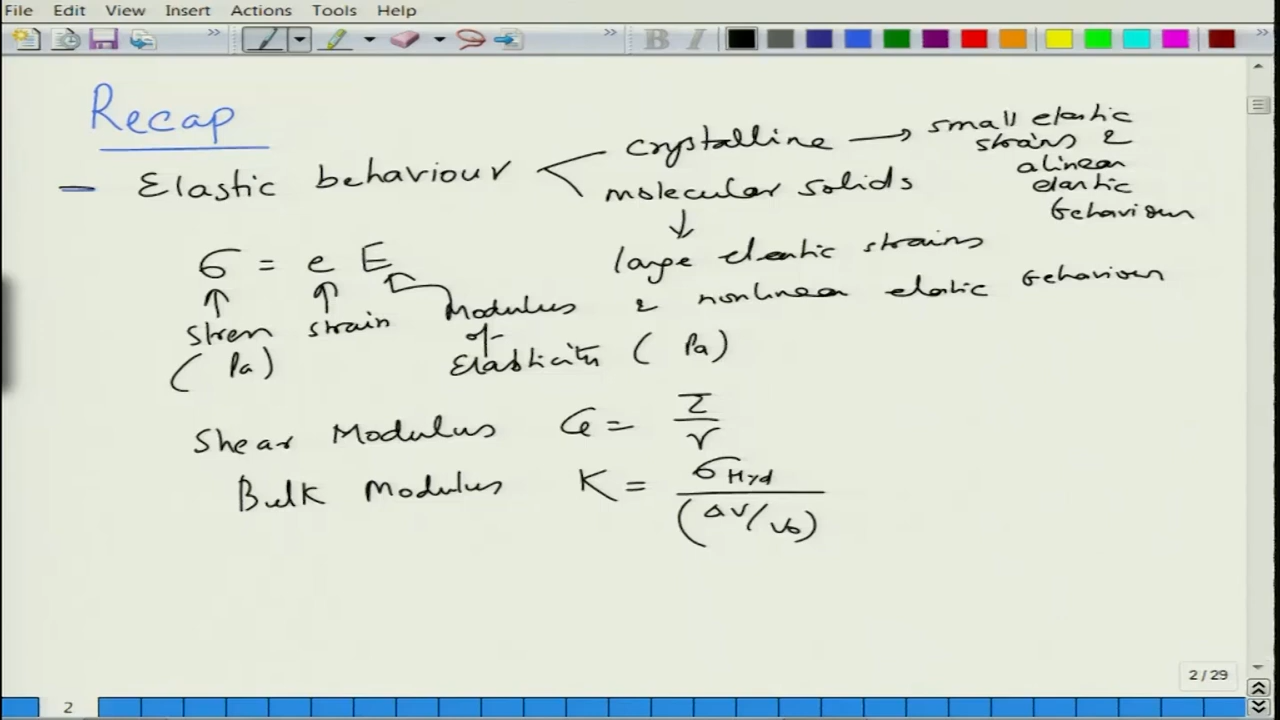 File Edit View Insert Actions Tools Help
B I
Recap
- Elastic behaviour
crystalline → small elastic
strains &
alinear
elastic
behaviour
molecular solids
↓
large elastic strains
& nonlinear elastic behaviour
σ = e E
↑ ↑
Stress strain Modulus
of
Elasticity (Pa)
(Pa)
Shear Modulus G = τ/γ
Bulk Modulus K = σHyd/(ΔV/V₀)
2 / 29
2